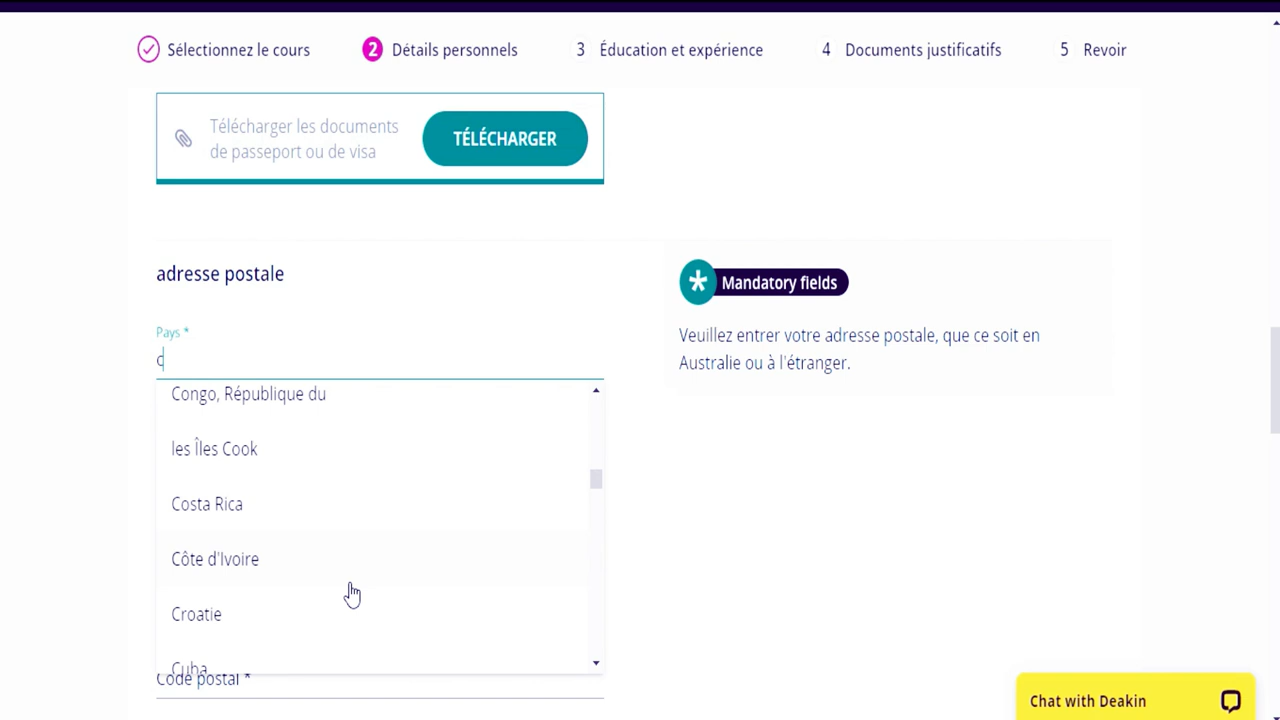 Sélectionnez le cours
2 Détails personnels
3 Éducation et expérience
4 Documents justificatifs
5 Revoir
Télécharger les documents
de passeport ou de visa
TÉLÉCHARGER
adresse postale
* Mandatory fields
Veuillez entrer votre adresse postale, que ce soit en
Australie ou à l'étranger.
Pays *
c
Congo, République du
les Îles Cook
Costa Rica
Côte d'Ivoire
Croatie
Cuba
Code postal *
Chat with Deakin